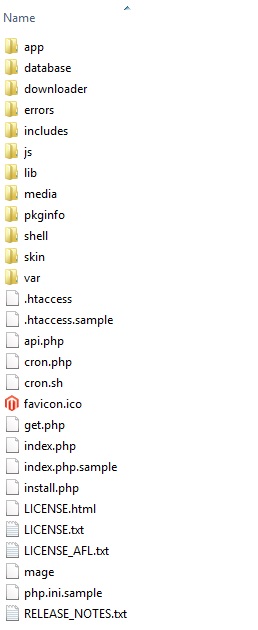 Name
app
database
downloader
errors
includes
js
lib
media
pkginfo
shell
skin
var
.htaccess
.htaccess.sample
api.php
cron.php
cron.sh
favicon.ico
get.php
index.php
index.php.sample
install.php
LICENSE.html
LICENSE.txt
LICENSE_AFL.txt
mage
php.ini.sample
RELEASE_NOTES.txt